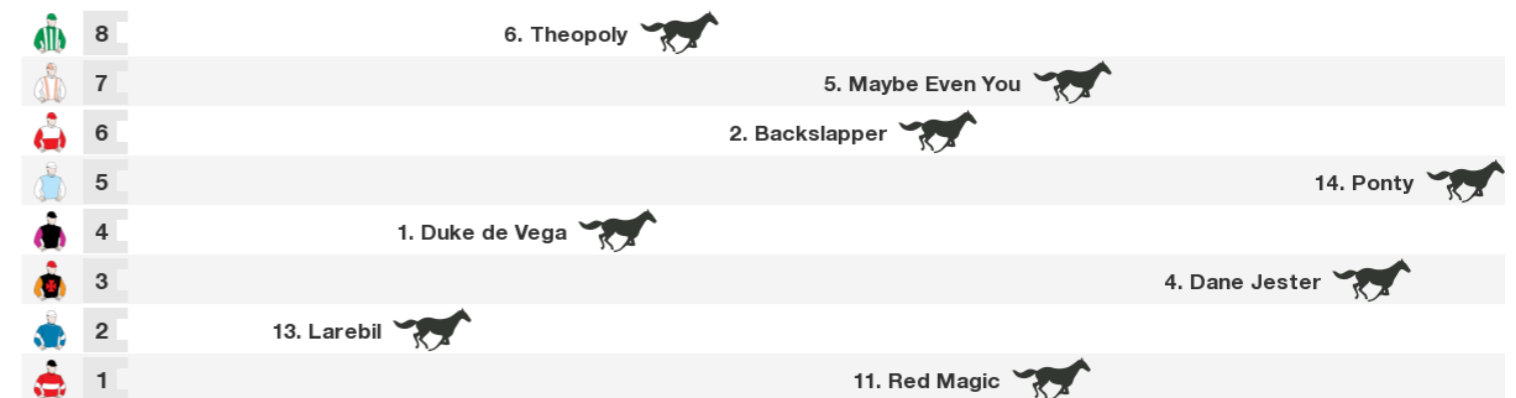 8 6. Theopoly
7 5. Maybe Even You
6 2. Backslapper
5 14. Ponty
4 1. Duke de Vega
3 4. Dane Jester
2 13. Larebil
1 11. Red Magic